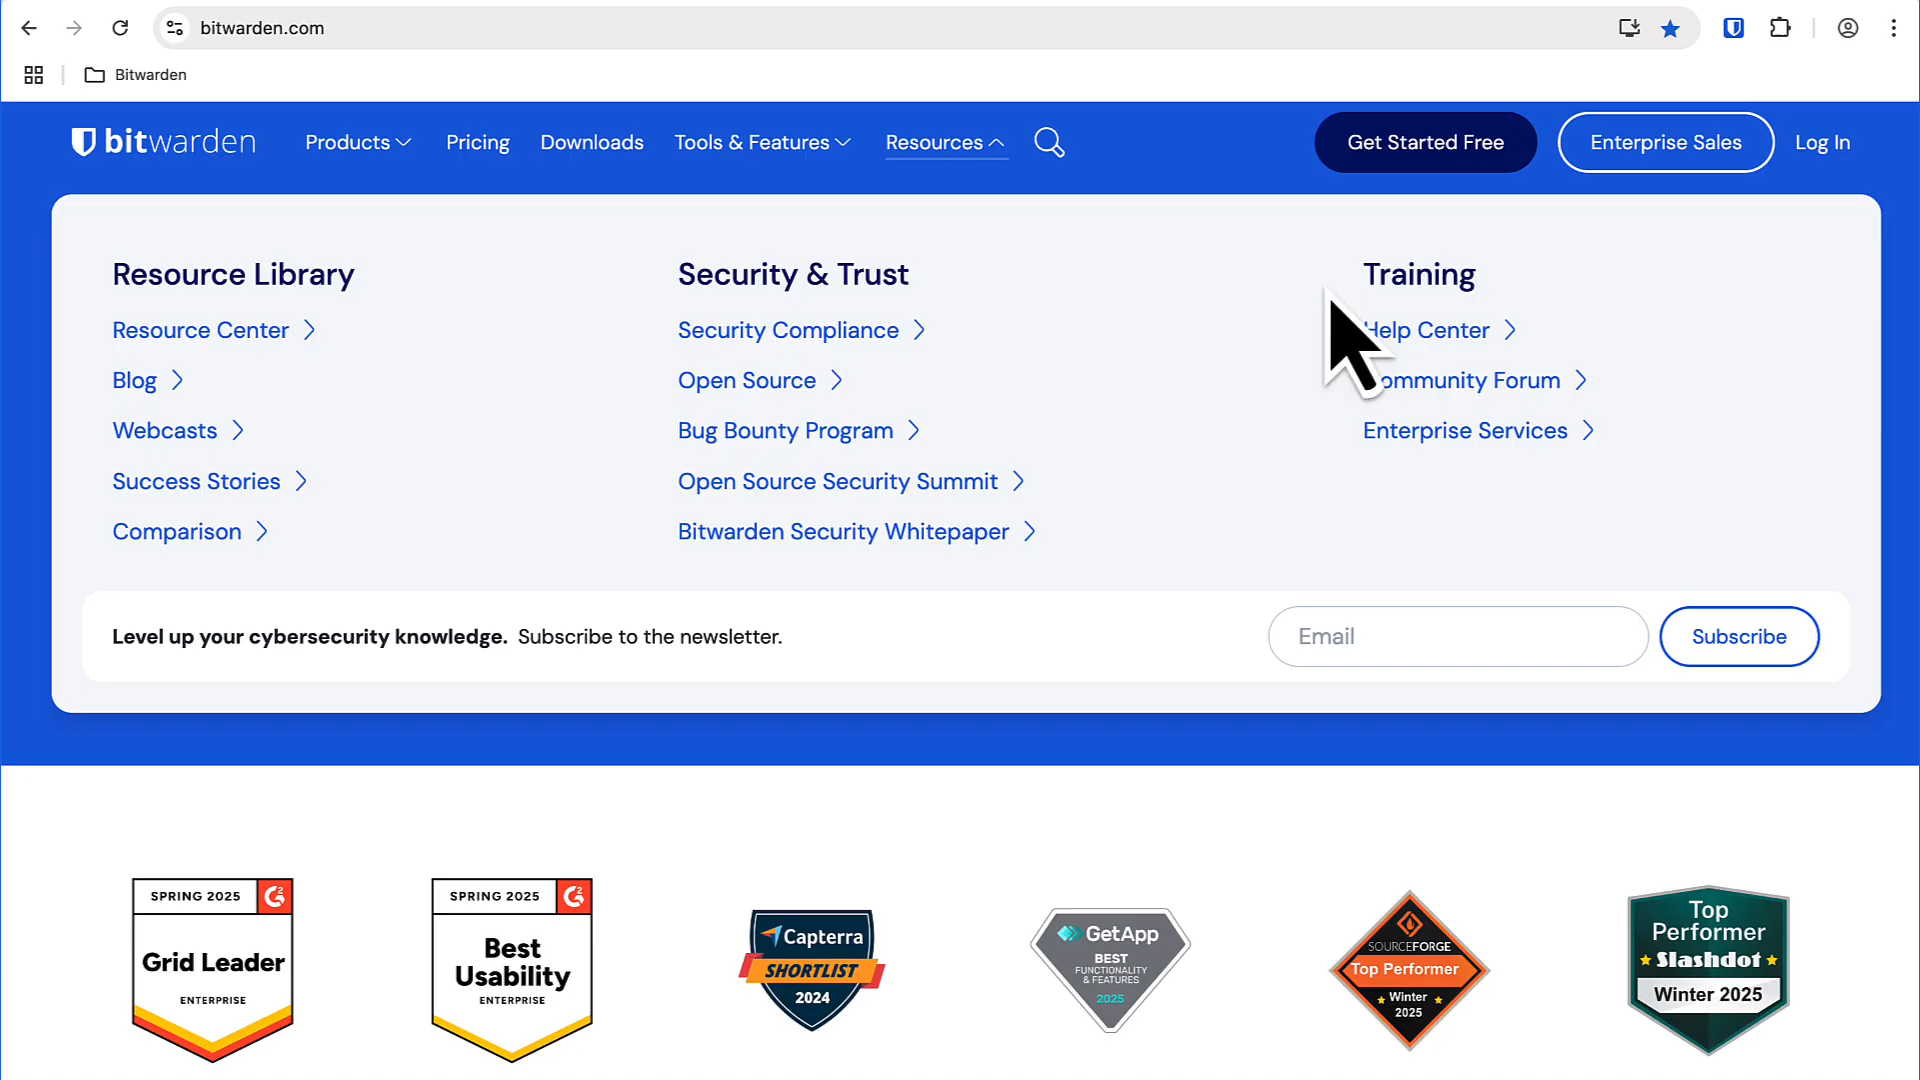 bitwarden.com
Bitwarden
bitwarden
Products
Pricing
Downloads
Tools & Features
Resources
Get Started Free
Enterprise Sales
Log In
Resource Library
Resource Center
Blog
Webcasts
Success Stories
Comparison
Security & Trust
Security Compliance
Open Source
Bug Bounty Program
Open Source Security Summit
Bitwarden Security Whitepaper
Training
Help Center
Community Forum
Enterprise Services
Level up your cybersecurity knowledge. Subscribe to the newsletter.
Email
Subscribe
SPRING 2025
Grid Leader
ENTERPRISE
SPRING 2025
Best
Usability
ENTERPRISE
Capterra
SHORTLIST
2024
GetApp
BEST
FUNCTIONALITY
& FEATURES
2025
SOURCEFORGE
Top Performer
Winter
2025
Top
Performer
Slashdot
Winter 2025